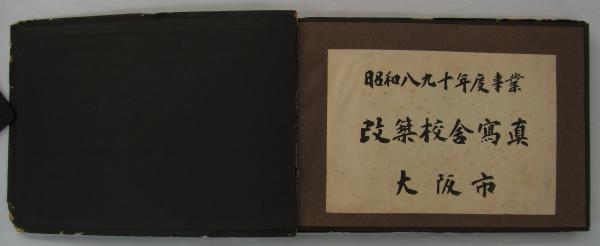 昭和八九十年度事業
改築校舎寫真
大阪市